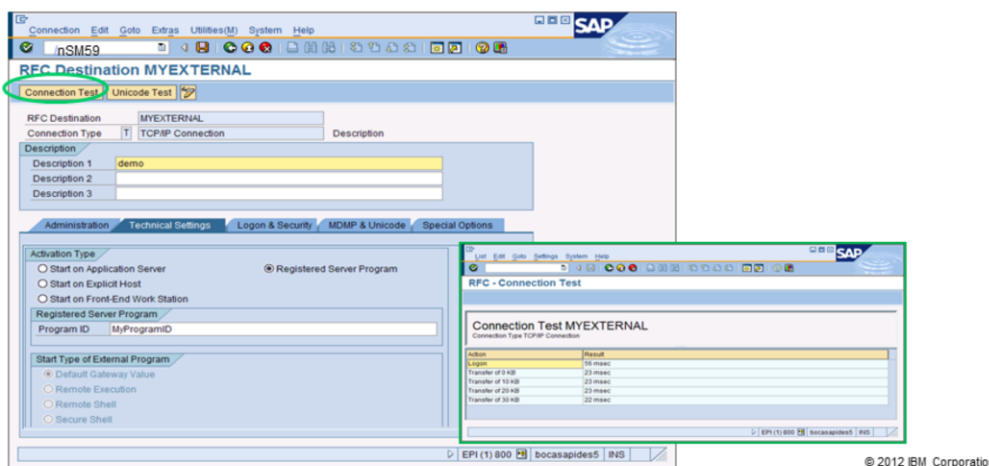 SAP
Connection Edit Goto Extras Utilities(M) System Help
/nSM59
RFC Destination MYEXTERNAL
Connection Test Unicode Test
RFC Destination MYEXTERNAL
Connection Type T TCP/IP Connection Description
Description
Description 1 demo
Description 2
Description 3
Administration Technical Settings Logon & Security MDMP & Unicode Special Options
Activation Type
Start on Application Server Registered Server Program
Start on Explicit Host
Start on Front-End Work Station
Registered Server Program
Program ID MyProgramID
Start Type of External Program
Default Gateway Value
Remote Execution
Remote Shell
Secure Shell
EPI (1) 800 bocasapides5 INS
SAP
List Edit Goto Settings System Help
RFC - Connection Test
Connection Test MYEXTERNAL
Connection Type TCP/IP Connection
Action Result
Logon 56 msec
Transfer of 0 KB 23 msec
Transfer of 10 KB 23 msec
Transfer of 20 KB 23 msec
Transfer of 30 KB 22 msec
EPI (1) 800 bocasapides5 INS
© 2012 IBM Corporatio